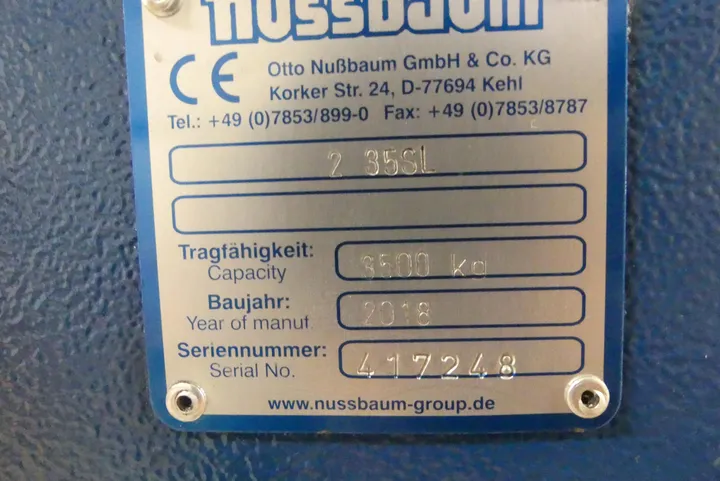 nussbaum
CE
Otto Nußbaum GmbH & Co. KG
Korker Str. 24, D-77694 Kehl
Tel.: +49 (0)7853/899-0 Fax: +49 (0)7853/8787
2 35SL
Tragfähigkeit: 3500 kg
Capacity
Baujahr: 2018
Year of manuf
Seriennummer: 417248
Serial No.
www.nussbaum-group.de